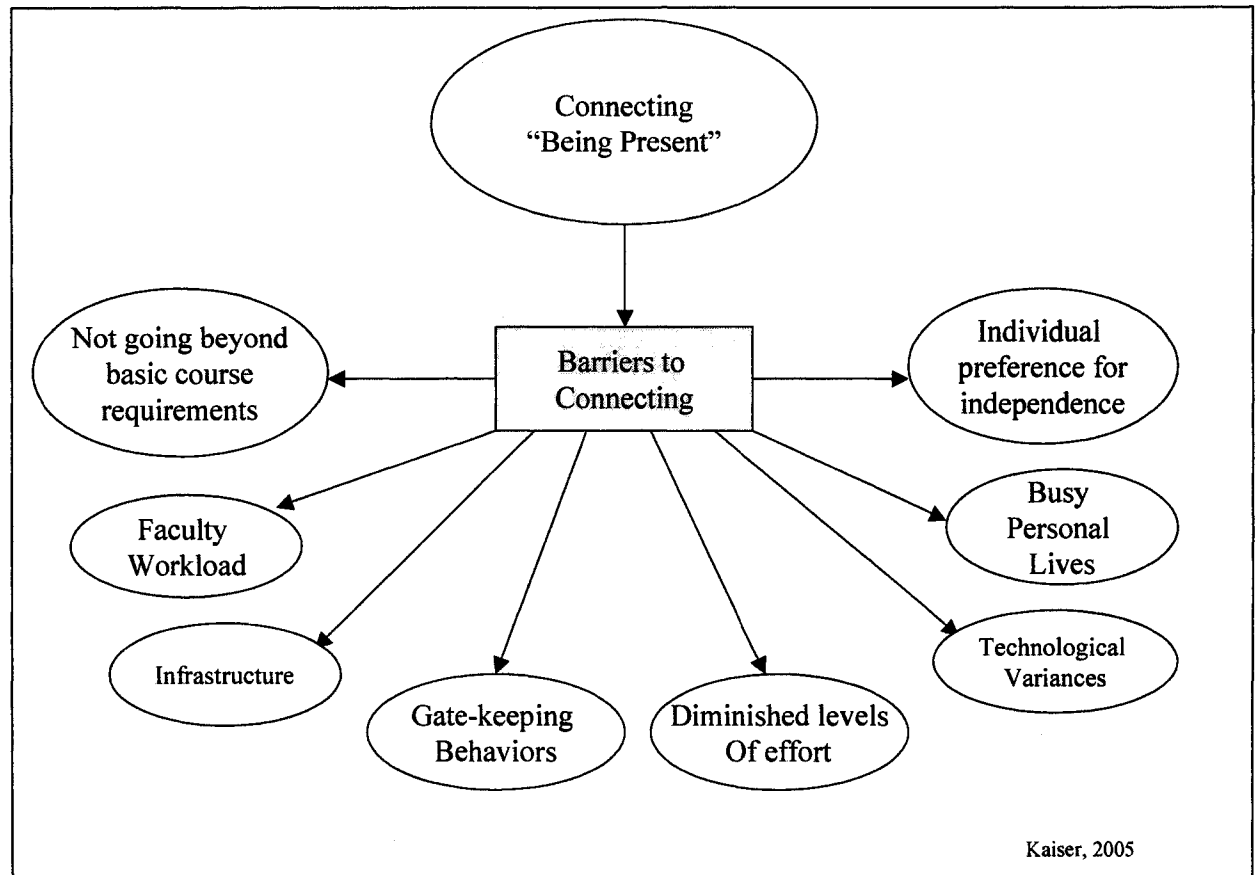 Connecting
“Being Present”
Barriers to
Connecting
Not going beyond
basic course
requirements
Individual
preference for
independence
Faculty
Workload
Busy
Personal
Lives
Infrastructure
Technological
Variances
Gate-keeping
Behaviors
Diminished levels
Of effort
Kaiser, 2005